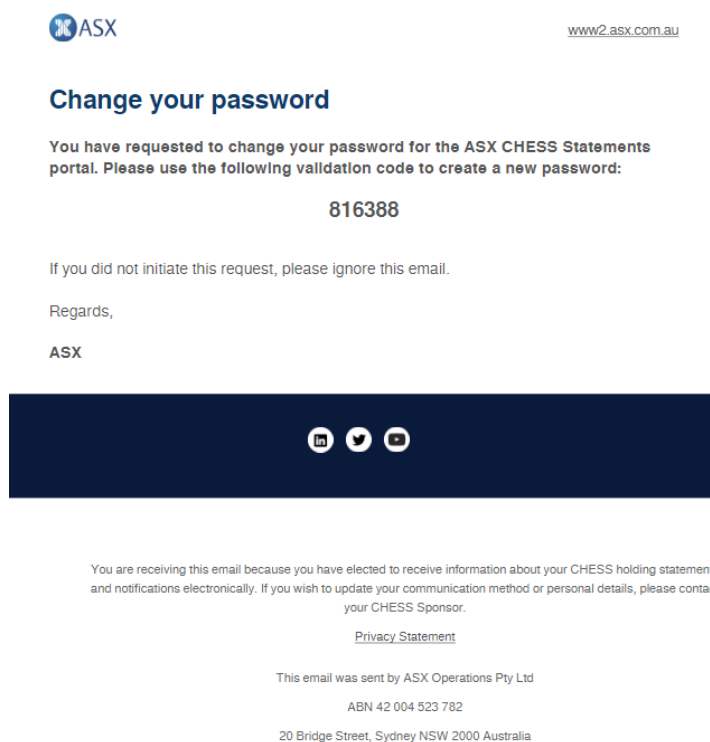 ASX
www2.asx.com.au
Change your password
You have requested to change your password for the ASX CHESS Statements
portal. Please use the following validation code to create a new password:
816388
If you did not initiate this request, please ignore this email.
Regards,
ASX
in
You are receiving this email because you have elected to receive information about your CHESS holding statemen
and notifications electronically. If you wish to update your communication method or personal details, please conta
your CHESS Sponsor.
Privacy Statement
This email was sent by ASX Operations Pty Ltd
ABN 42 004 523 782
20 Bridge Street, Sydney NSW 2000 Australia